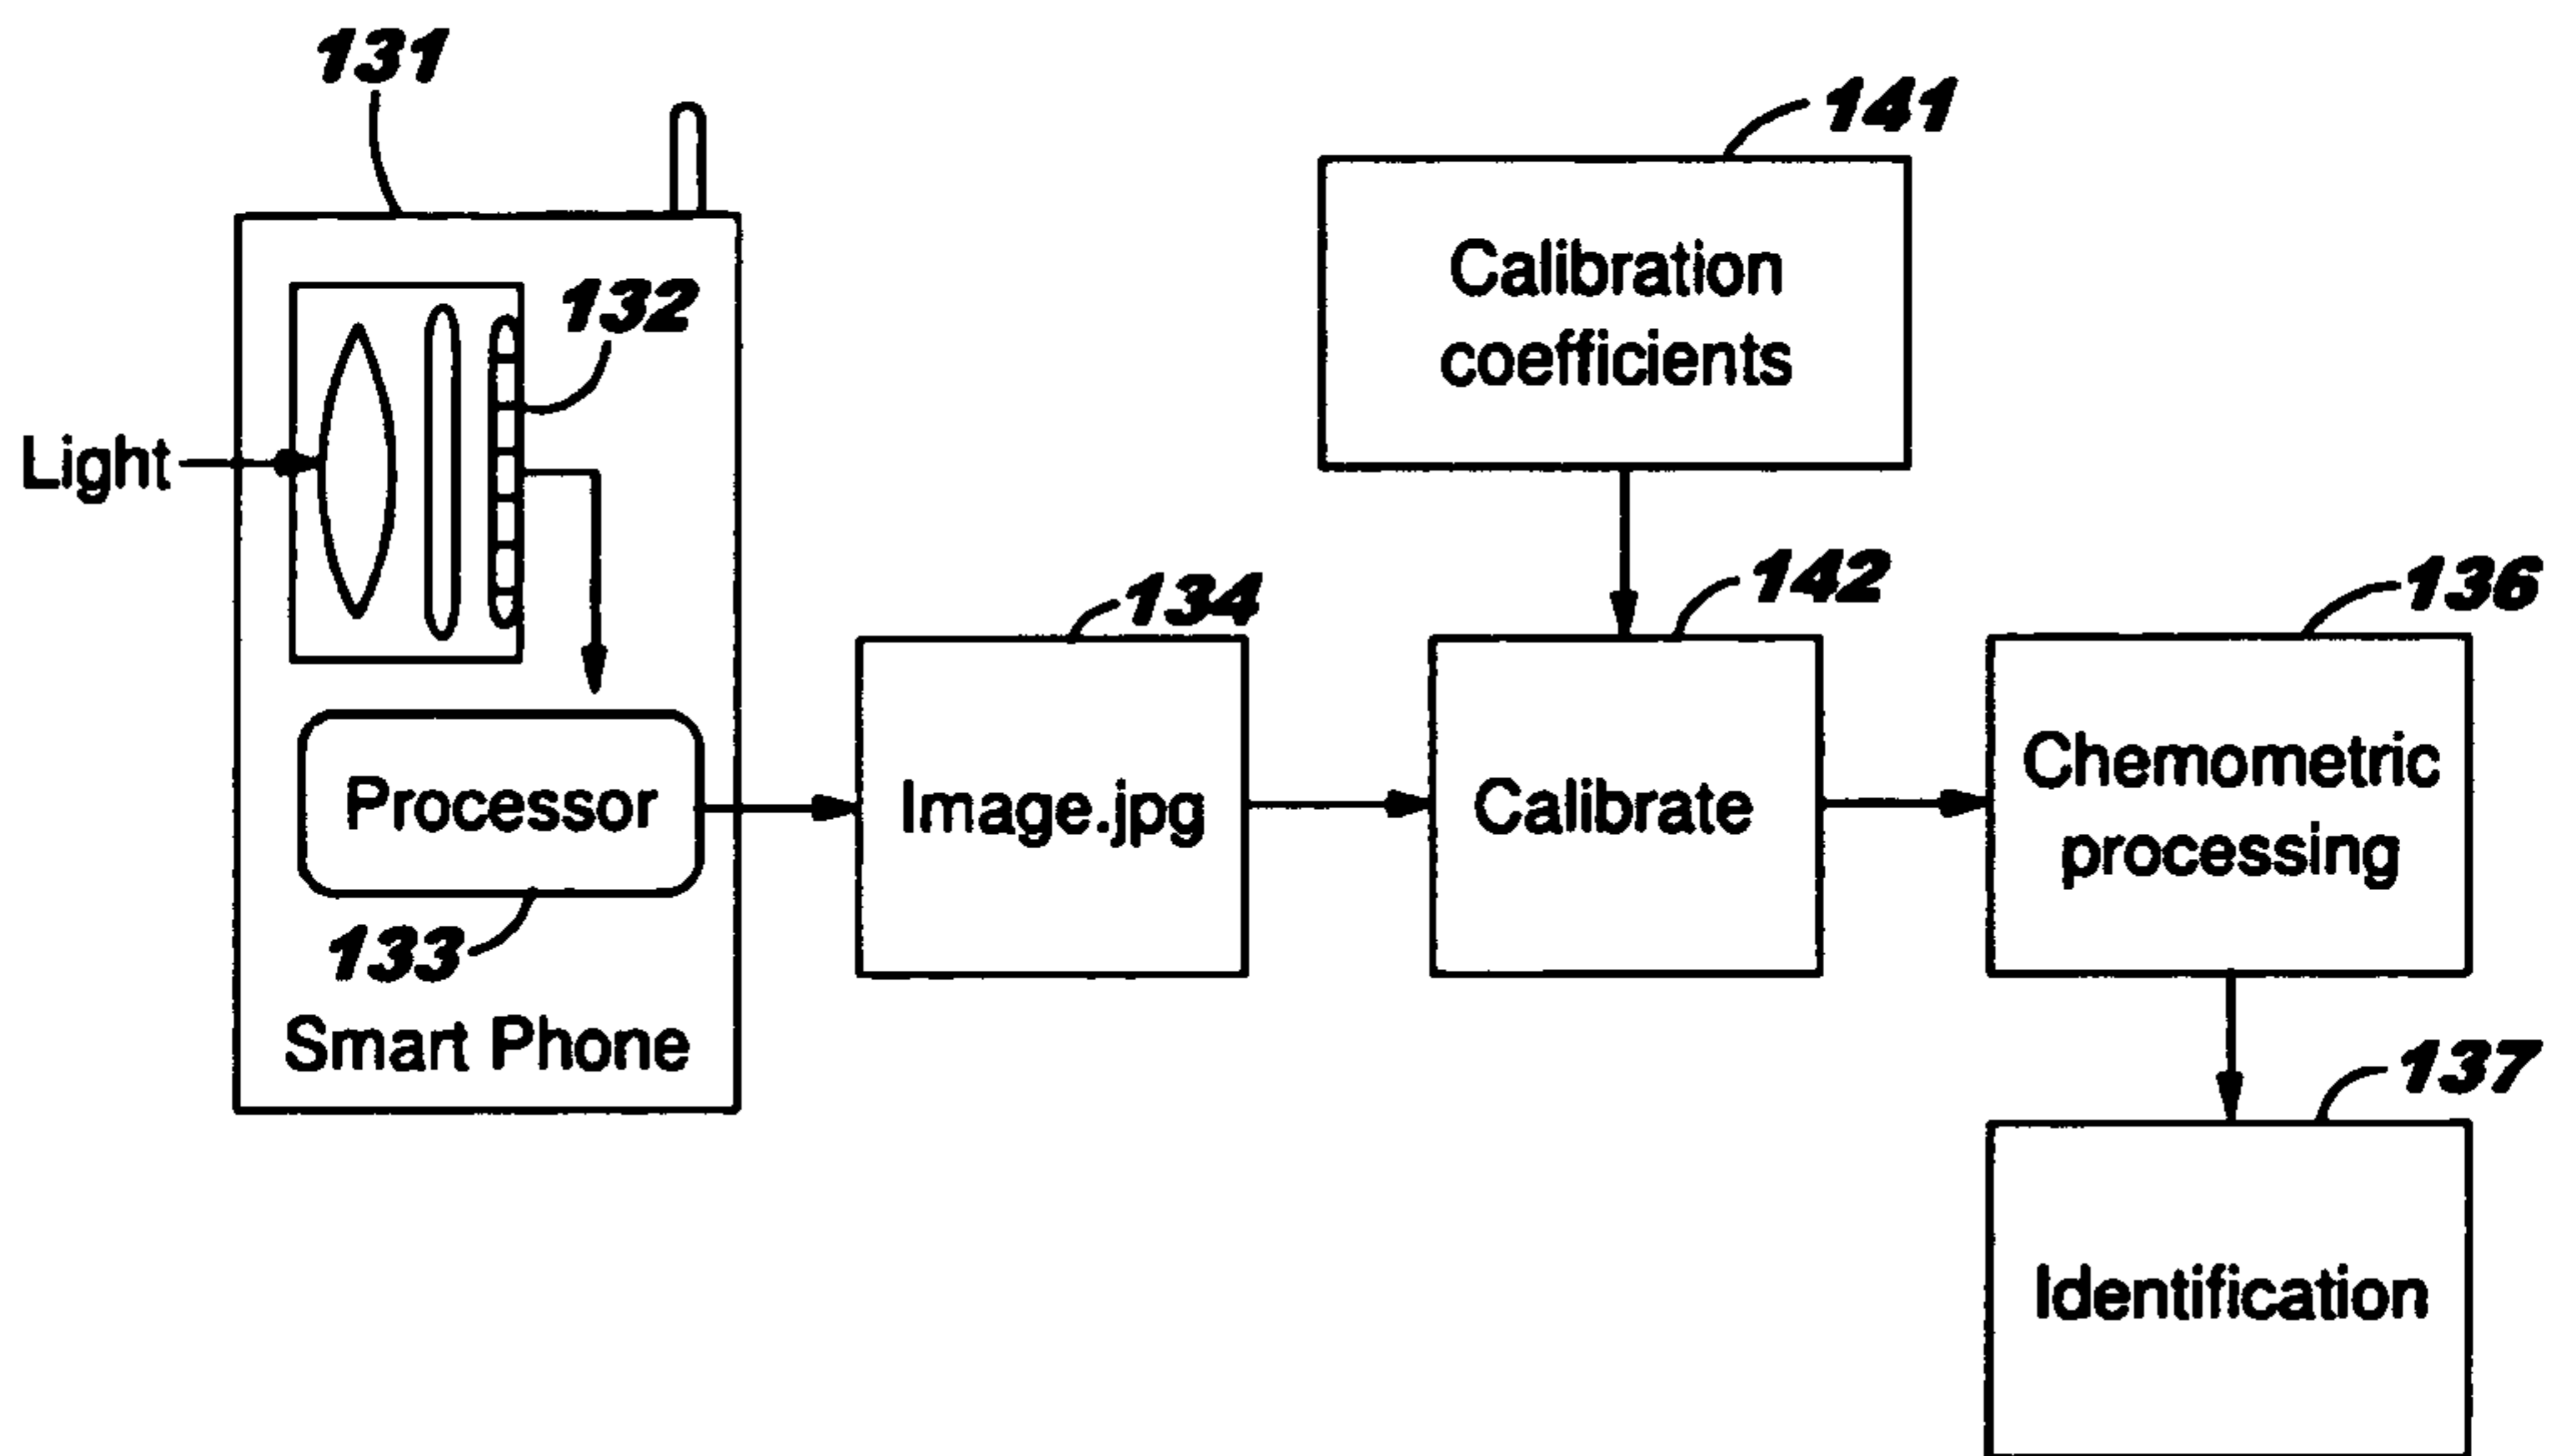 131
141
132
Calibration
coefficients
Light
134
142
136
Processor
Image.jpg
Calibrate
Chemometric
processing
133
Smart Phone
137
Identification